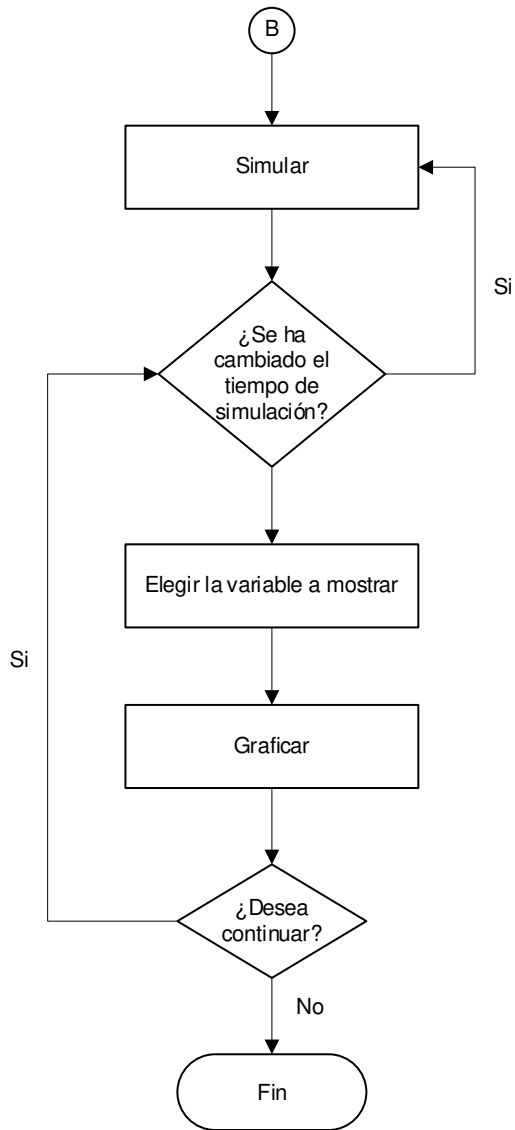 B
Simular
Si
¿Se ha
cambiado el
tiempo de
simulación?
Elegir la variable a mostrar
Si
Graficar
¿Desea
continuar?
No
Fin